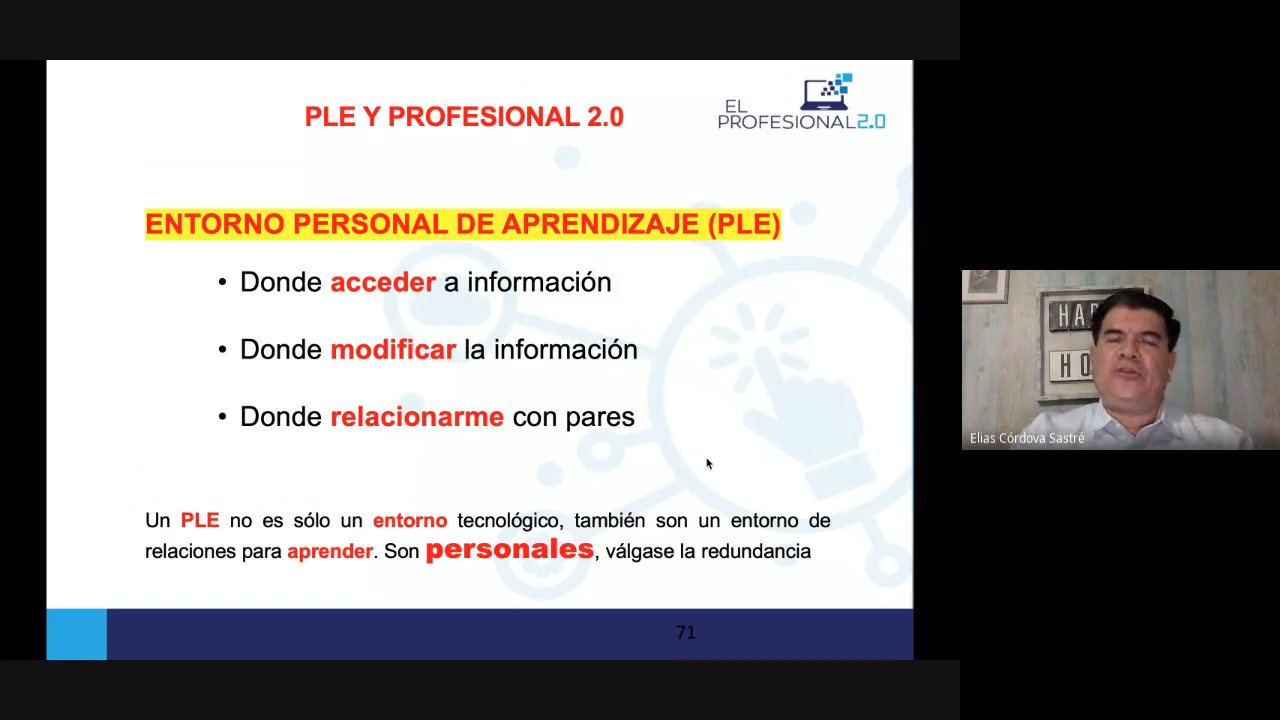 PLE Y PROFESIONAL 2.0
EL
PROFESIONAL2.0
ENTORNO PERSONAL DE APRENDIZAJE (PLE)
• Donde acceder a información
• Donde modificar la información
• Donde relacionarme con pares
Un PLE no es sólo un entorno tecnológico, también son un entorno de
relaciones para aprender. Son personales, válgase la redundancia
71
HA
HO
Elias Córdova Sastré